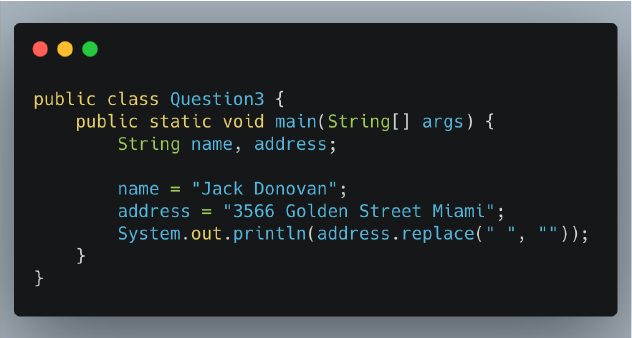 public class Question3 {
    public static void main(String[] args) {
        String name, address;

        name = "Jack Donovan";
        address = "3566 Golden Street Miami";
        System.out.println(address.replace(" ", ""));
    }
}